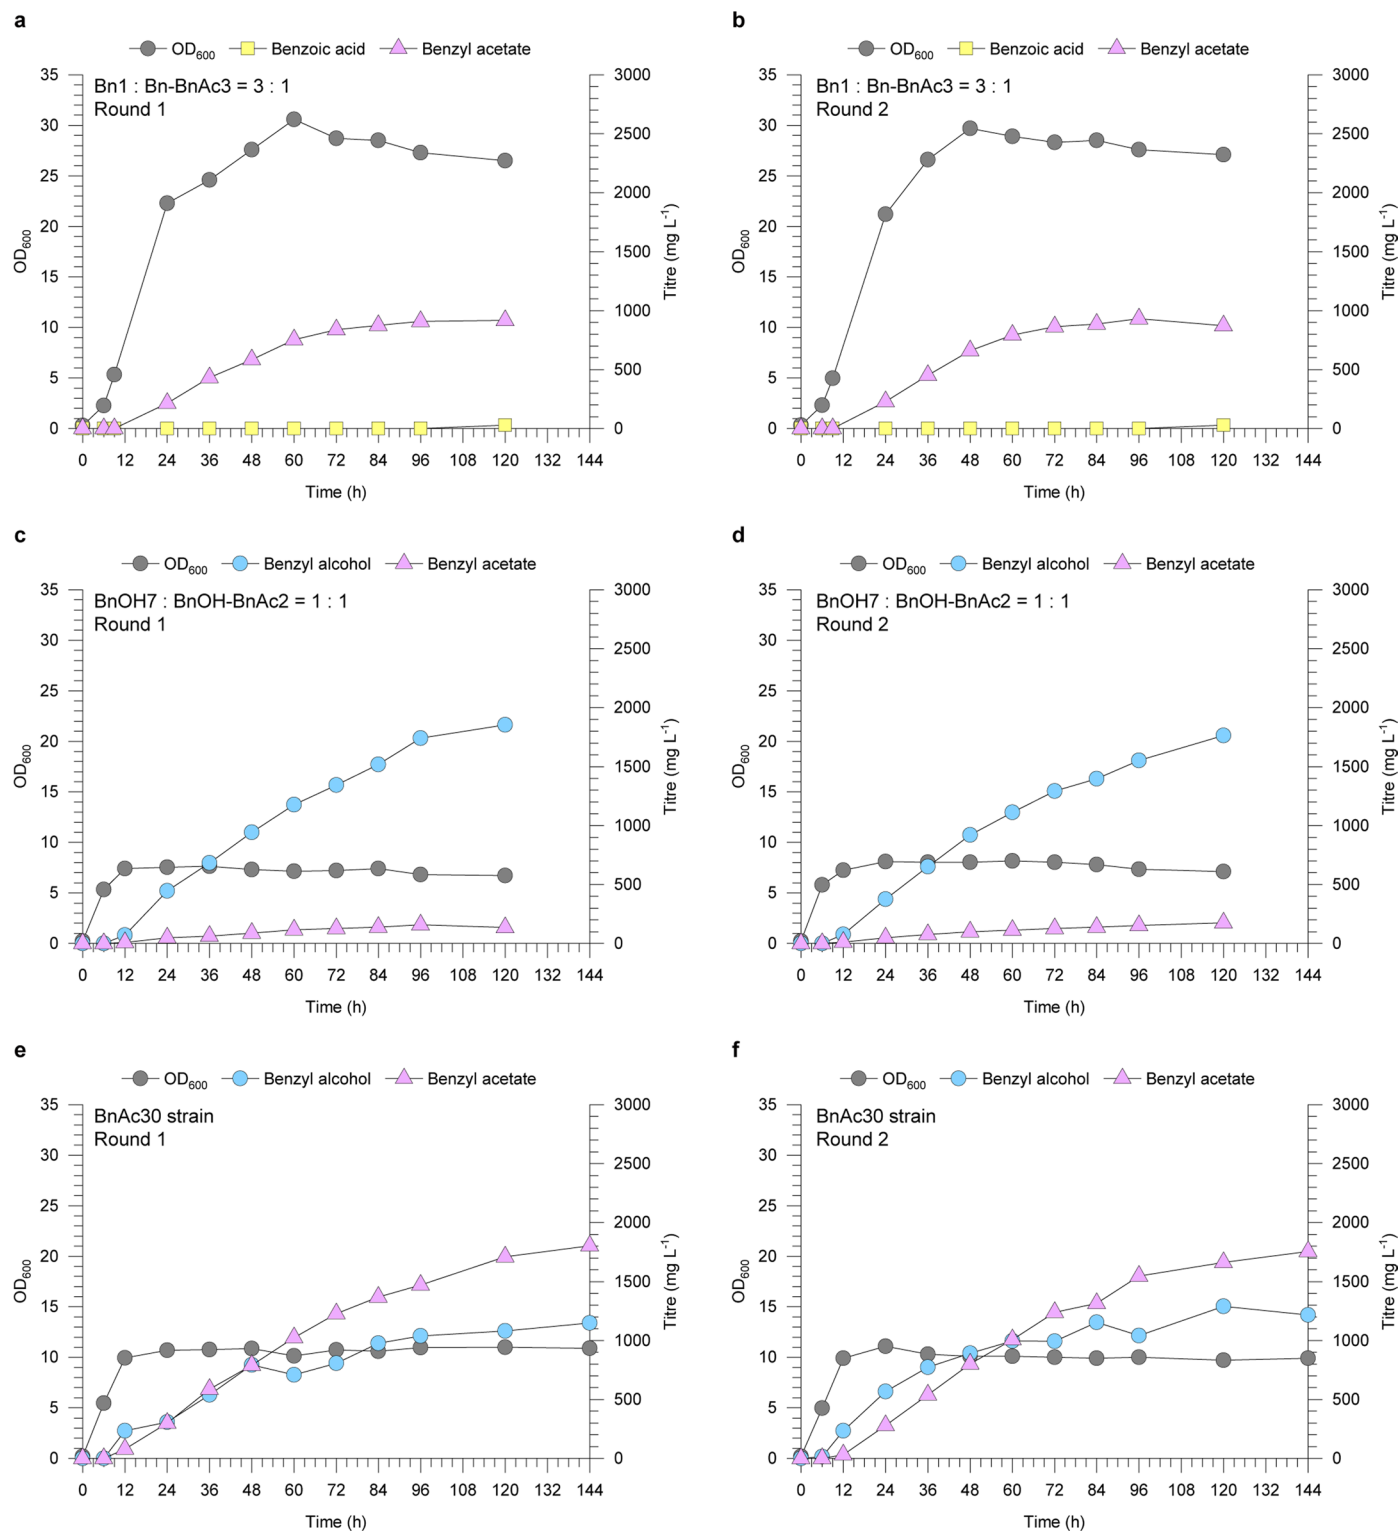 a
OD600 Benzoic acid Benzyl acetate
Bn1 : Bn-BnAc3 = 3 : 1
Round 1
35 30 25 20 15 10 5 0
OD600
3000 2500 2000 1500 1000 500 0
Titre (mg L-1)
0 12 24 36 48 60 72 84 96 108 120 132 144
Time (h)
b
OD600 Benzoic acid Benzyl acetate
Bn1 : Bn-BnAc3 = 3 : 1
Round 2
35 30 25 20 15 10 5 0
OD600
3000 2500 2000 1500 1000 500 0
Titre (mg L-1)
0 12 24 36 48 60 72 84 96 108 120 132 144
Time (h)
c
OD600 Benzyl alcohol Benzyl acetate
BnOH7 : BnOH-BnAc2 = 1 : 1
Round 1
35 30 25 20 15 10 5 0
OD600
3000 2500 2000 1500 1000 500 0
Titre (mg L-1)
0 12 24 36 48 60 72 84 96 108 120 132 144
Time (h)
d
OD600 Benzyl alcohol Benzyl acetate
BnOH7 : BnOH-BnAc2 = 1 : 1
Round 2
35 30 25 20 15 10 5 0
OD600
3000 2500 2000 1500 1000 500 0
Titre (mg L-1)
0 12 24 36 48 60 72 84 96 108 120 132 144
Time (h)
e
OD600 Benzyl alcohol Benzyl acetate
BnAc30 strain
Round 1
35 30 25 20 15 10 5 0
OD600
3000 2500 2000 1500 1000 500 0
Titre (mg L-1)
0 12 24 36 48 60 72 84 96 108 120 132 144
Time (h)
f
OD600 Benzyl alcohol Benzyl acetate
BnAc30 strain
Round 2
35 30 25 20 15 10 5 0
OD600
3000 2500 2000 1500 1000 500 0
Titre (mg L-1)
0 12 24 36 48 60 72 84 96 108 120 132 144
Time (h)